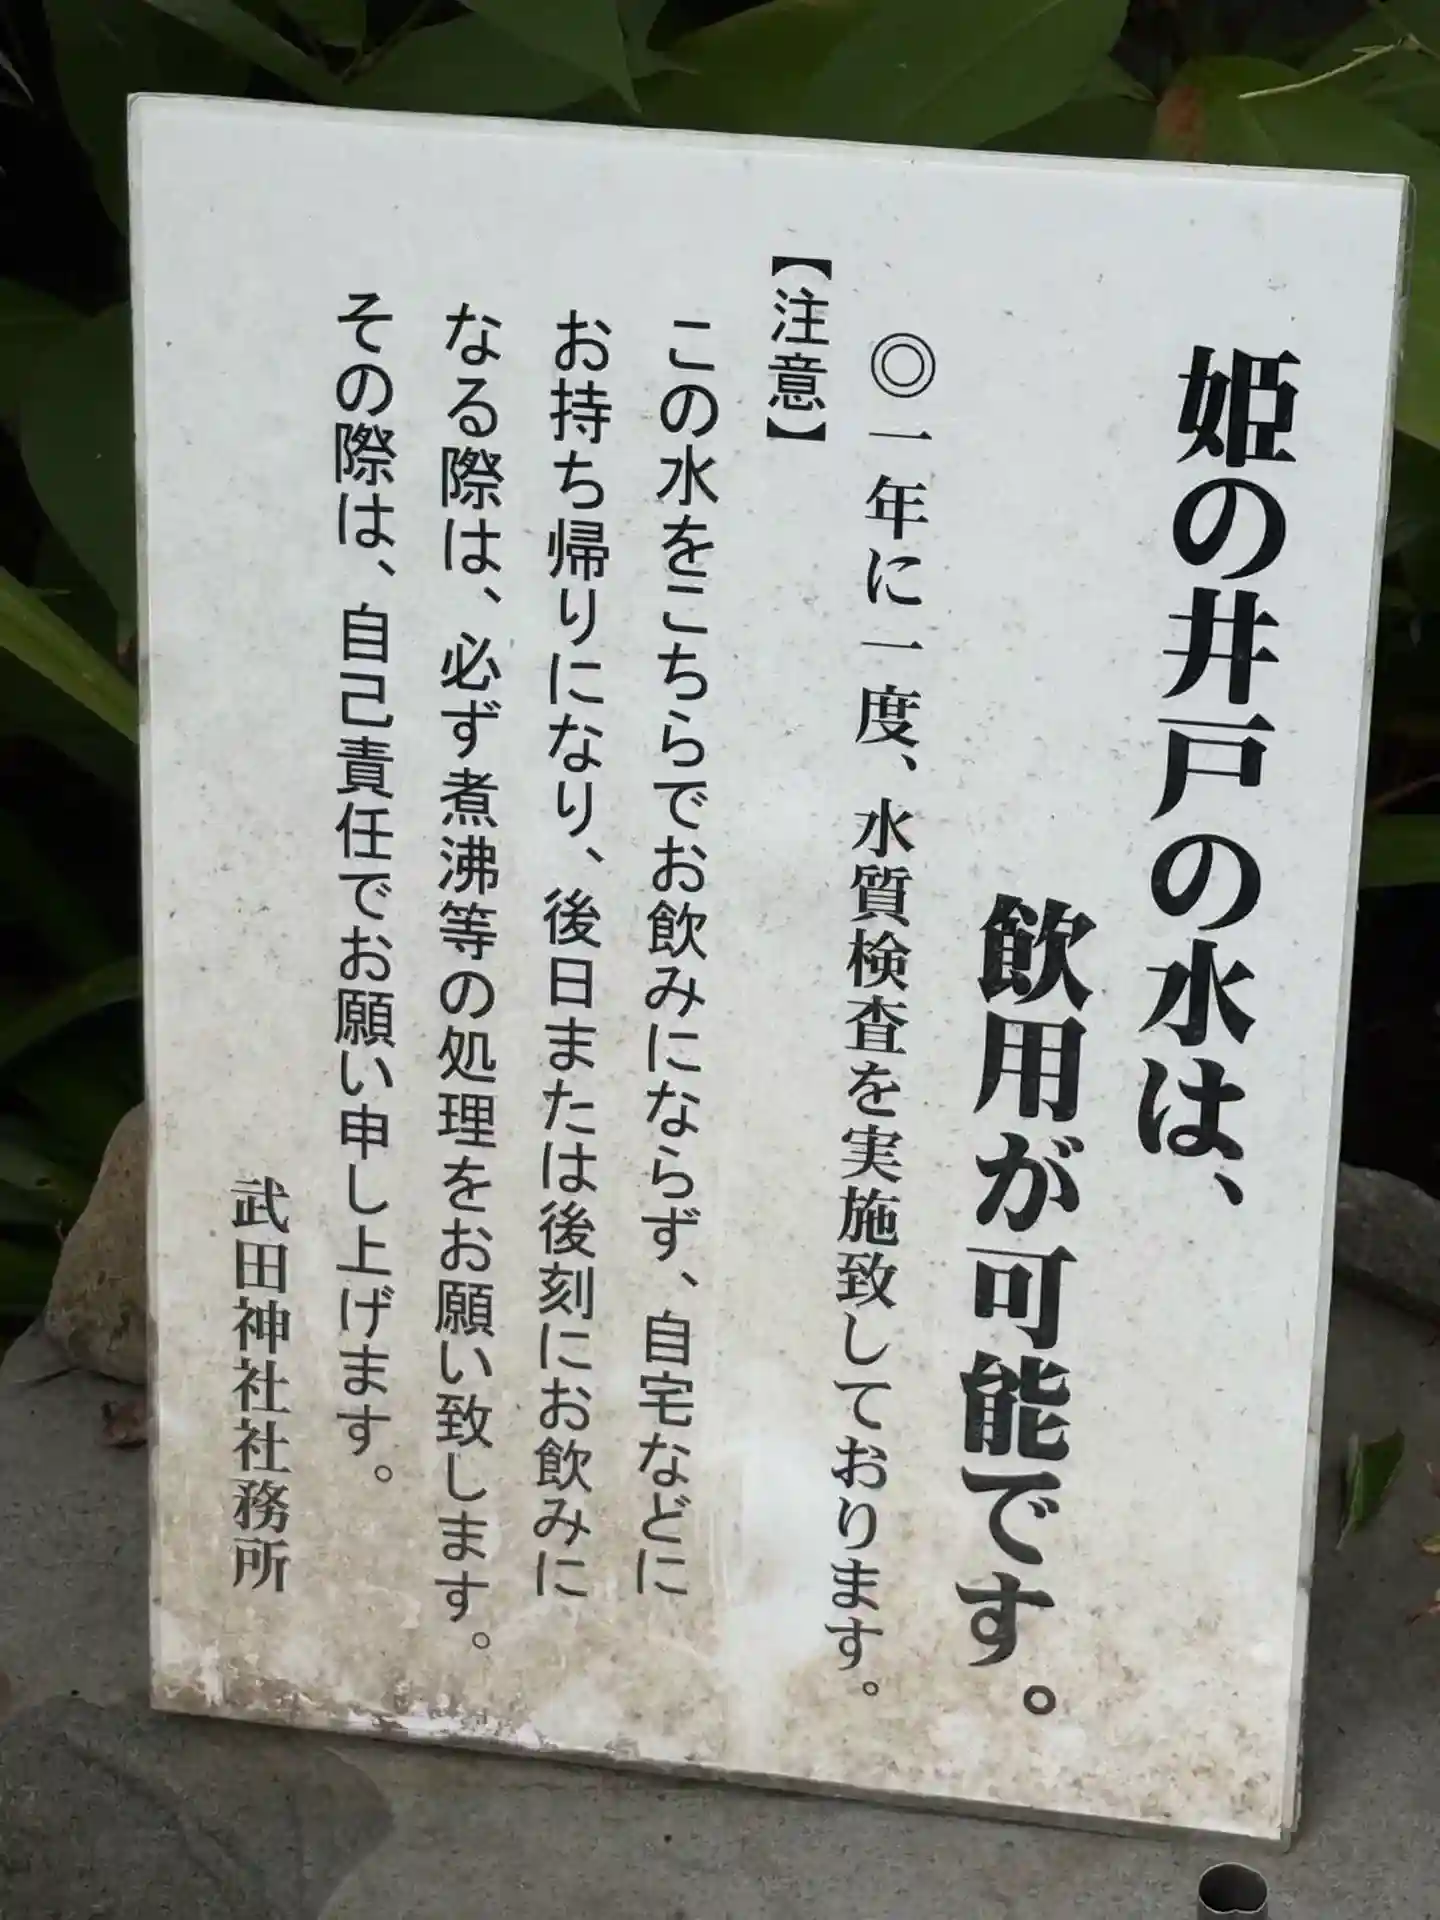 姫の井戸の水は、
飲用が可能です。
◎一年に一度、水質検査を実施致しております。
【注意】
この水をこちらでお飲みにならず、自宅などに
お持ち帰りになり、後日または後刻にお飲みに
なる際は、必ず煮沸等の処理をお願い致します。
その際は、自己責任でお願い申し上げます。
武田神社社務所